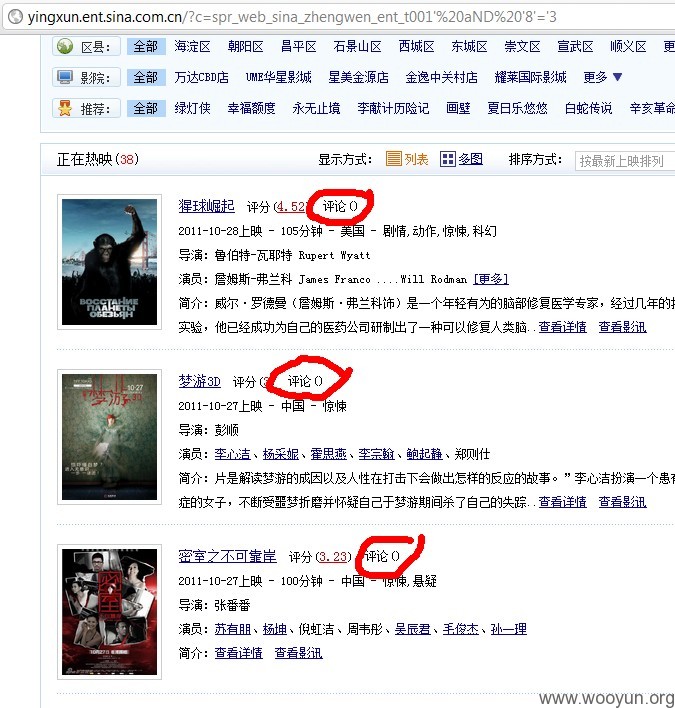 yingxun.ent.sina.com.cn/?c=spr_web_sina_zhengwen_ent_t001'%20aND%20'8'='3
区县： 全部 海淀区 朝阳区 昌平区 石景山区 西城区 东城区 崇文区 宣武区 顺义区 更
影院： 全部 万达CBD店 UME华星影城 星美金源店 金逸中关村店 耀莱国际影城 更多▼
推荐： 全部 绿灯侠 幸福额度 永无止境 李献计历险记 画壁 夏日乐悠悠 白蛇传说 辛亥革命
正在热映(38) 显示方式： 列表 多图 排序方式： 按最新上映排列
猩球崛起 评分(4.52) 评论()
2011-10-28上映 - 105分钟 - 美国 - 剧情,动作,惊悚,科幻
导演：鲁伯特-瓦耶特 Rupert Wyatt
演员：詹姆斯-弗兰科 James Franco ....Will Rodman [更多]
简介：威尔·罗德曼（詹姆斯·弗兰科饰）是一个年轻有为的脑部修复医学专家，经过几年的
实验，他已经成功为自己的医药公司研制出了一种可以修复人类脑..查看详情 查看影讯
ВОССТАНИЕ
ПЛАНЕТЫ
ОБЕЗЬЯН
梦游3D 评分( 评论()
2011-10-27上映 - 中国 - 惊悚
导演：彭顺
演员：李心洁、杨采妮、霍思燕、李宗翰、鲍起静、郑则仕
简介：片是解读梦游的成因以及人性在打击下会做出怎样的反应的故事。”李心洁扮演一个患有
症的女子，不断受噩梦折磨并怀疑自己于梦游期间杀了自己的失踪..查看详情 查看影讯
10·27
梦游3D
密室之不可靠岸 评分(3.23) 评论()
2011-10-27上映 - 100分钟 - 中国 - 惊悚,悬疑
导演：张番番
演员：苏有朋、杨坤、倪虹洁、周韦彤、吴辰君、毛俊杰、孙一理
简介：查看详情 查看影讯
密室
www.wooyun.org